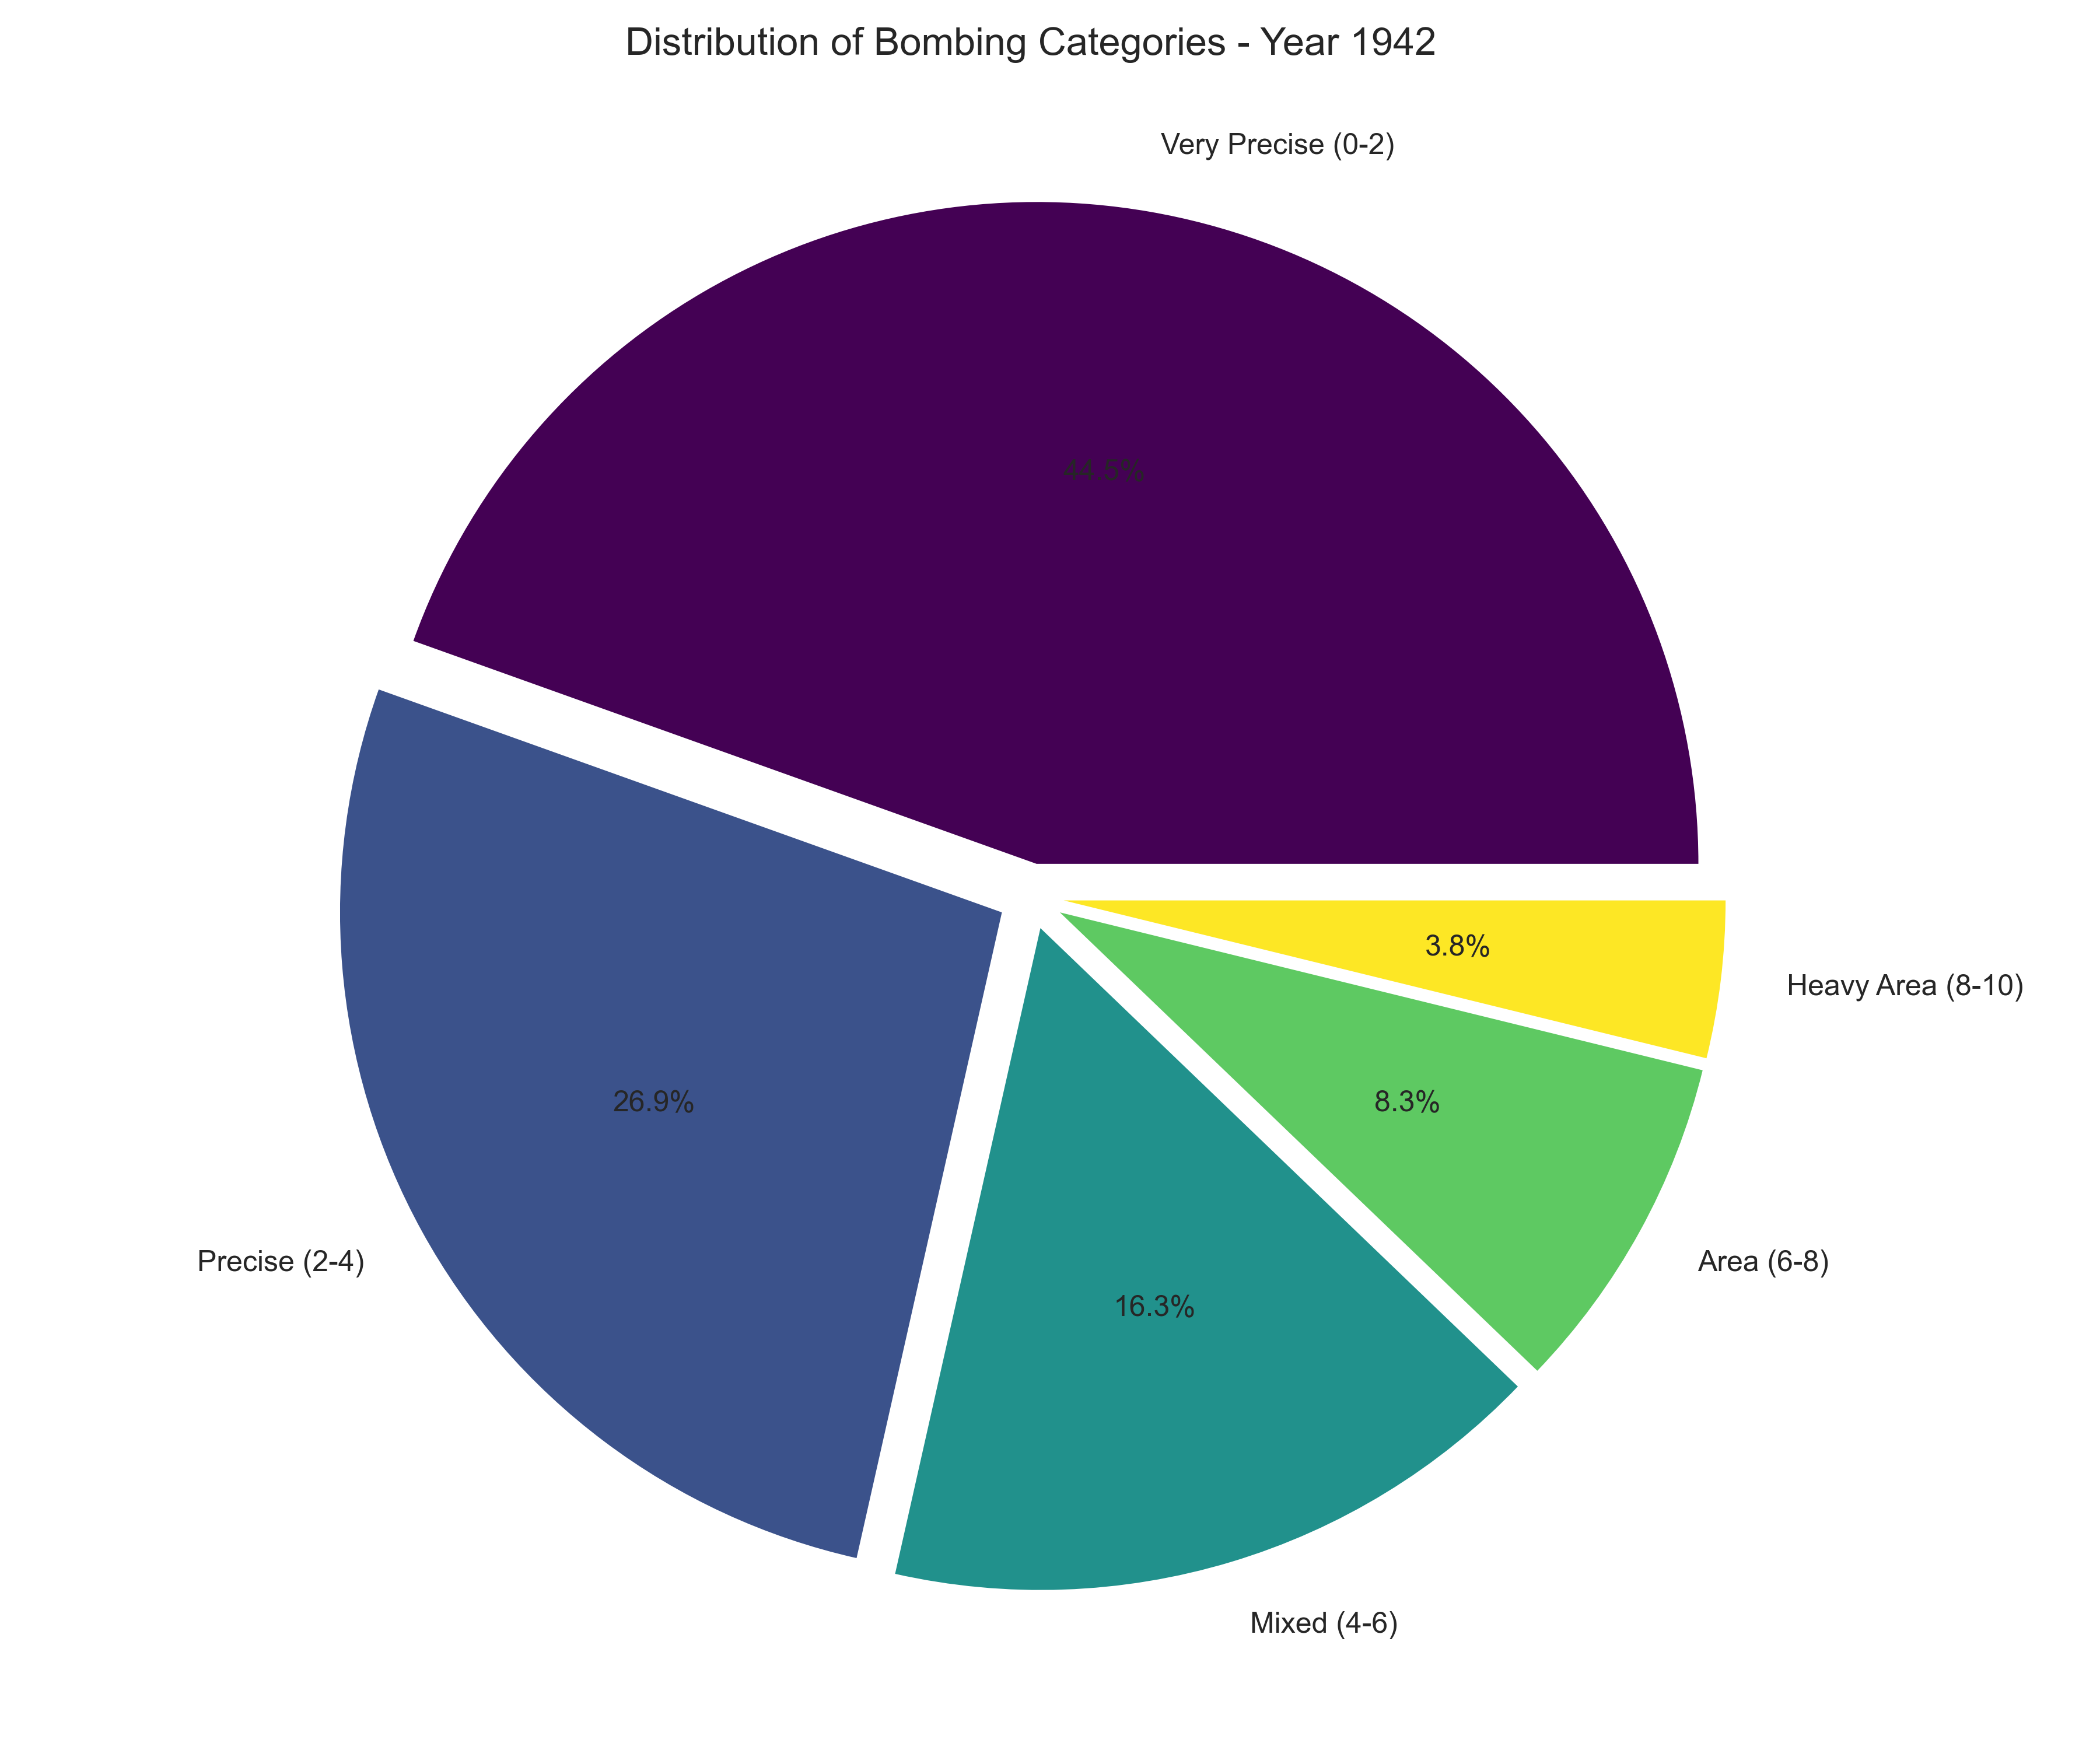 Distribution of Bombing Categories - Year 1942
Very Precise (0-2)
44.5%
3.8%
Heavy Area (8-10)
26.9%
8.3%
Precise (2-4)
Area (6-8)
16.3%
Mixed (4-6)